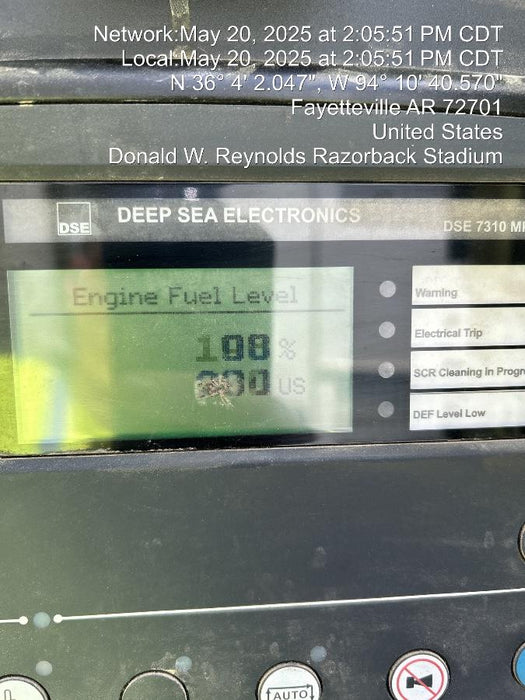 Network:May 20, 2025 at 2:05:51 PM CDT
Local:May 20, 2025 at 2:05:51 PM CDT
N 36° 4' 2.047", W 94° 10' 40.570"
Fayetteville AR 72701
United States
Donald W. Reynolds Razorback Stadium
DSE
DEEP SEA ELECTRONICS
DSE 7310
Engine Fuel Level
%
US
Warning
Electrical Trip
SCR Cleaning in
DEF Level Low
AUTO